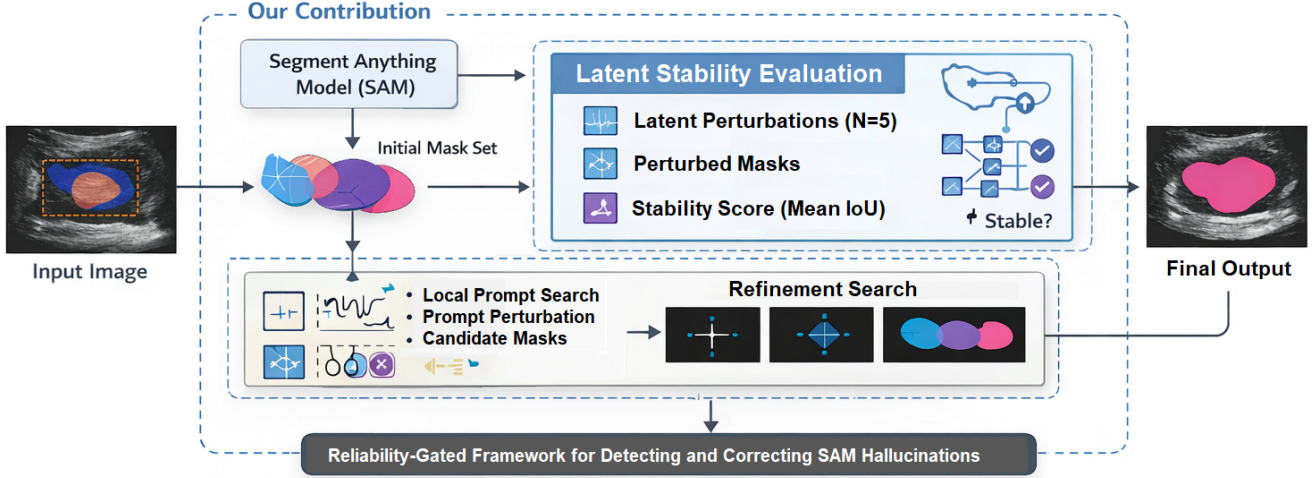 Our Contribution
Segment Anything
Model (SAM)
Initial Mask Set
Input Image
Latent Stability Evaluation
Latent Perturbations (N=5)
Perturbed Masks
Stability Score (Mean IoU)
Stable?
Final Output
• Local Prompt Search
• Prompt Perturbation
• Candidate Masks
Refinement Search
Reliability-Gated Framework for Detecting and Correcting SAM Hallucinations